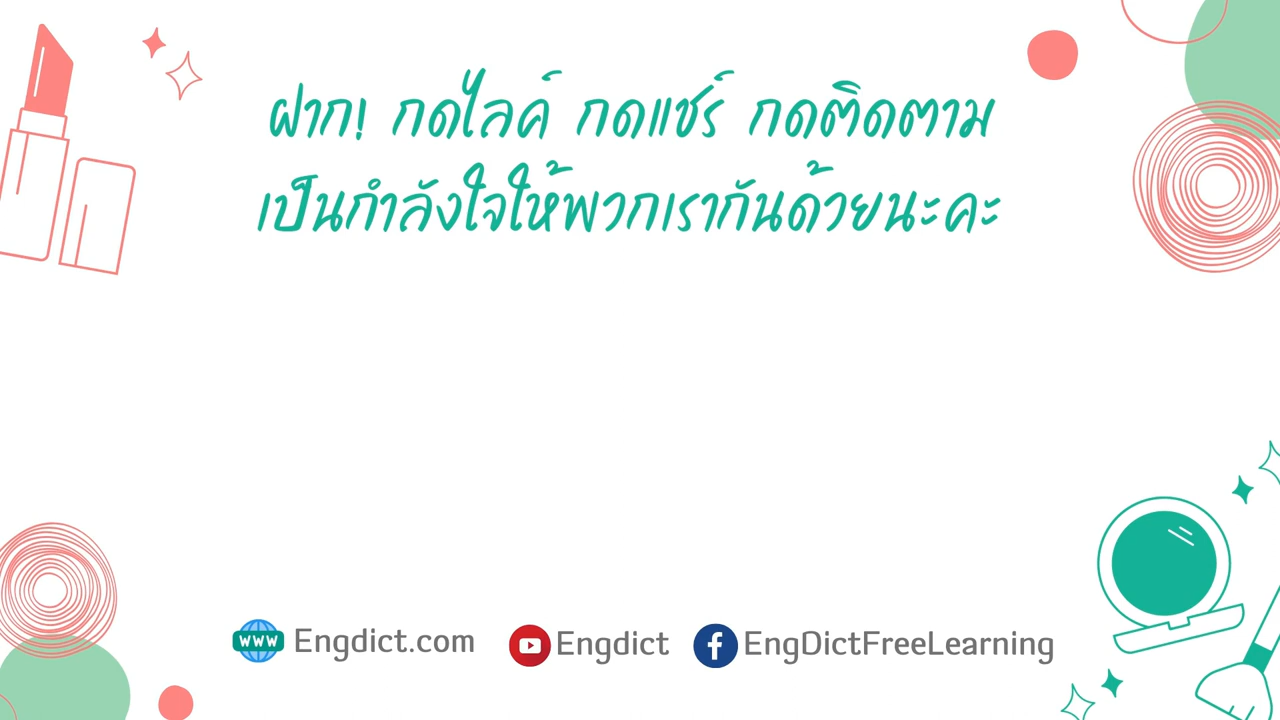 ฝาก! กดไลค์ กดแชร์ กดติดตาม
เป็นกำลังใจให้พวกเรากันด้วยนะคะ
www Engdict.com Engdict EngDictFreeLearning